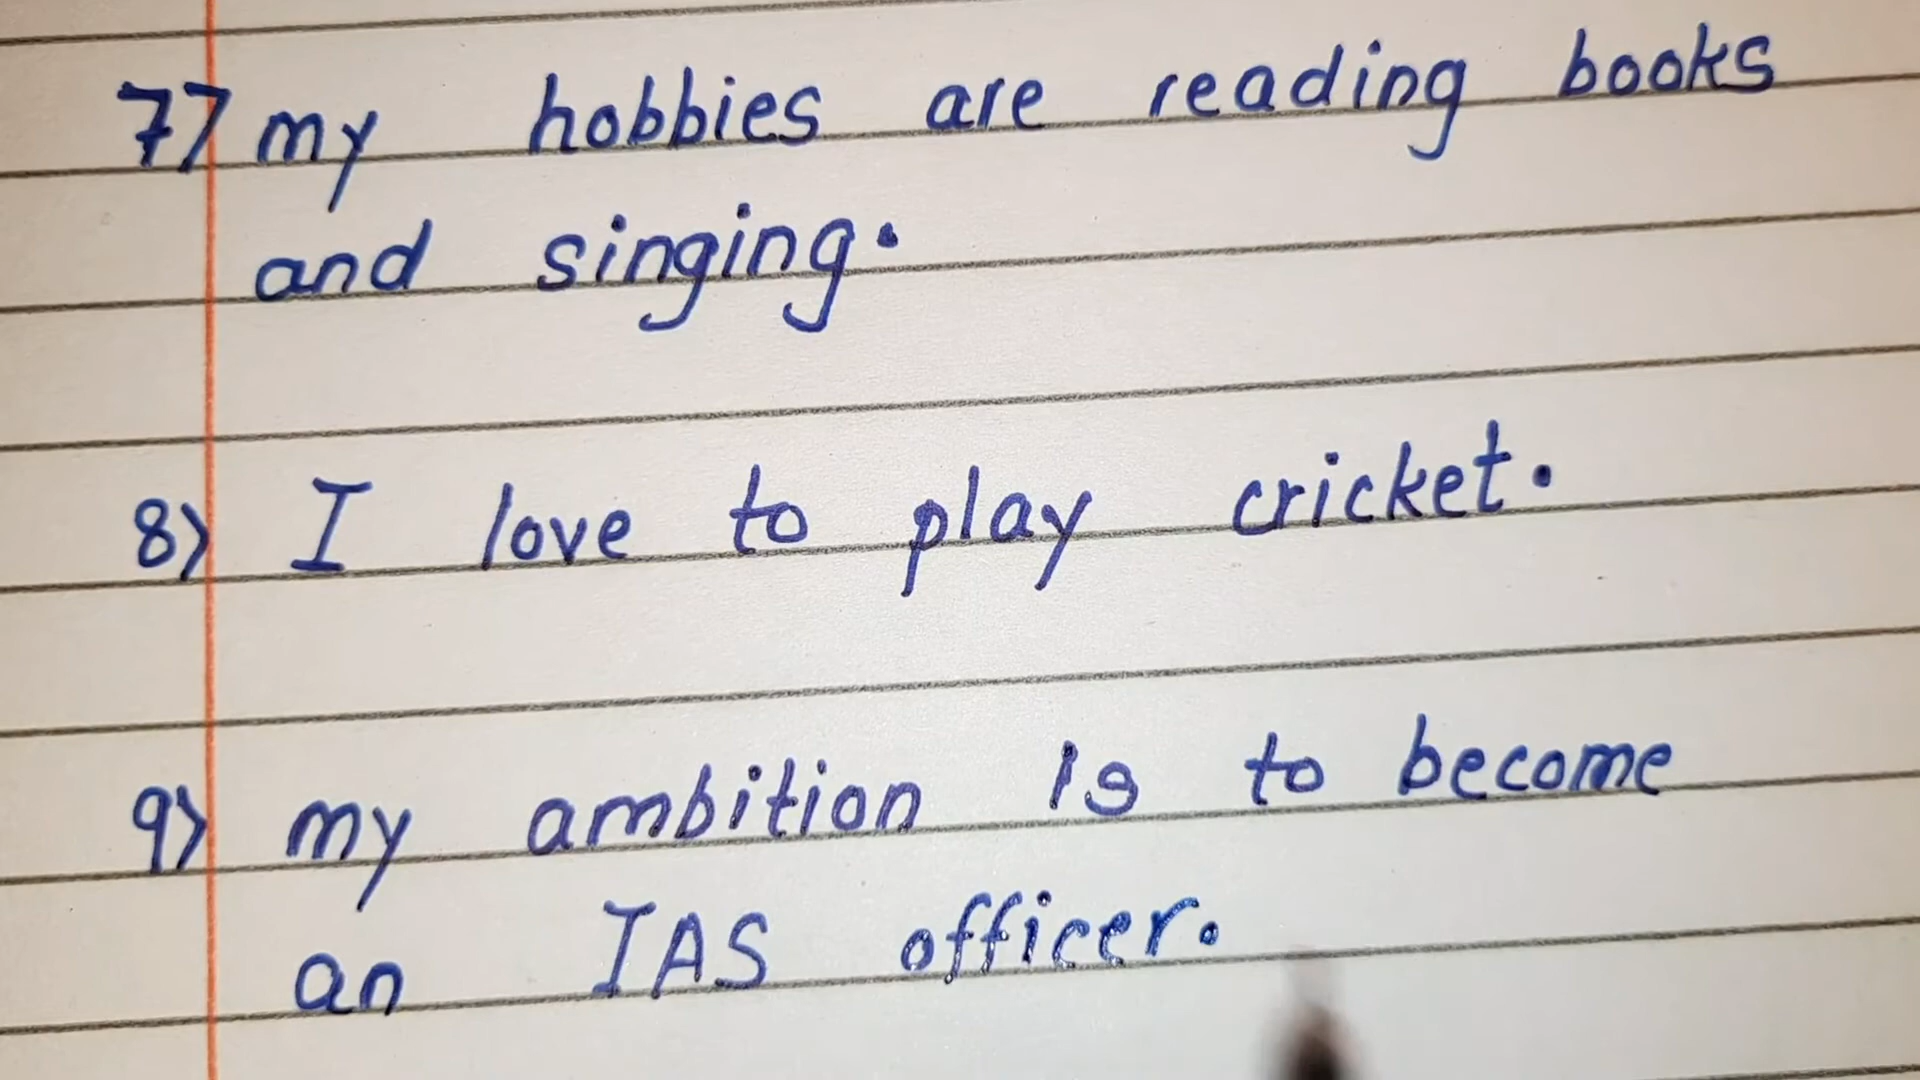 7> my hobbies are reading books
and singing.
8> I love to play cricket.
9> my ambition is to become
an IAS officer.